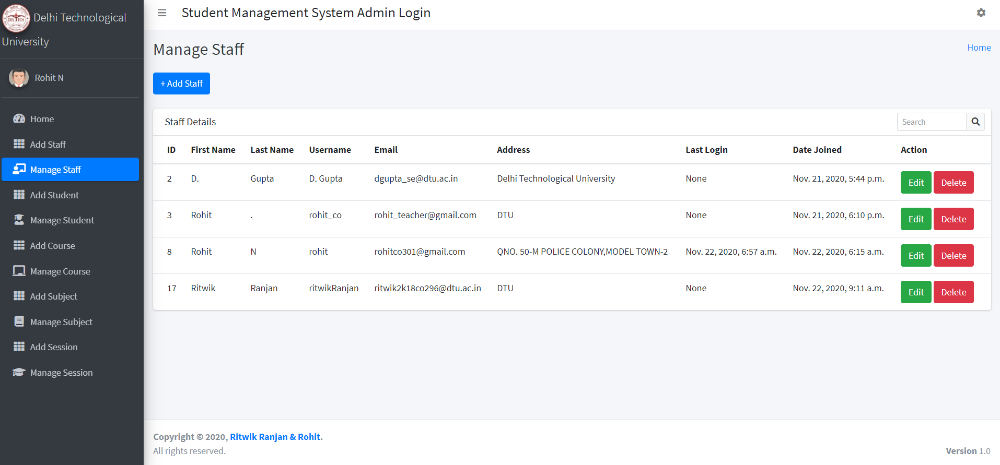 Delhi Technological
University
Rohit N
Home
Add Staff
Manage Staff
Add Student
Manage Student
Add Course
Manage Course
Add Subject
Manage Subject
Add Session
Manage Session
Student Management System Admin Login
Manage Staff
Home
+ Add Staff
Staff Details
Search
ID First Name Last Name Username Email Address Last Login Date Joined Action
2 D. Gupta D. Gupta dgupta_se@dtu.ac.in Delhi Technological University None Nov. 21, 2020, 5:44 p.m. Edit Delete
3 Rohit . rohit_co rohit_teacher@gmail.com DTU None Nov. 21, 2020, 6:10 p.m. Edit Delete
8 Rohit N rohit rohitco301@gmail.com QNO. 50-M POLICE COLONY,MODEL TOWN-2 Nov. 22, 2020, 6:57 a.m. Nov. 22, 2020, 6:15 a.m. Edit Delete
17 Ritwik Ranjan ritwikRanjan ritwik2k18co296@dtu.ac.in DTU None Nov. 22, 2020, 9:11 a.m. Edit Delete
Copyright © 2020, Ritwik Ranjan & Rohit.
All rights reserved.
Version 1.0